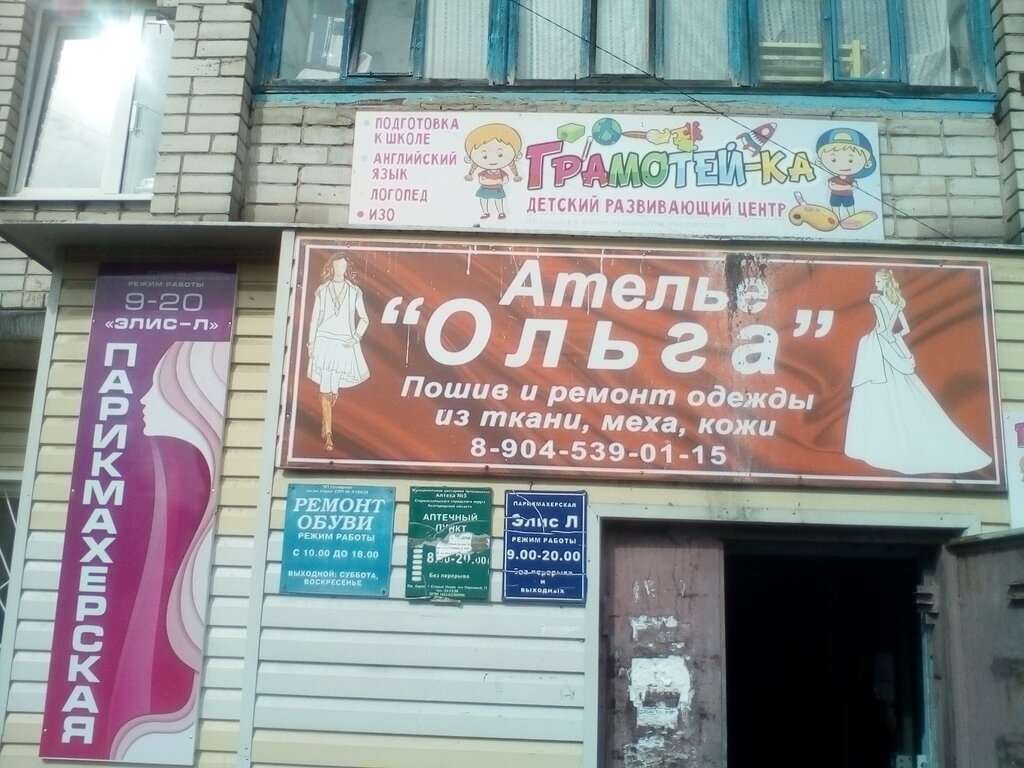 ПОДГОТОВКА
К ШКОЛЕ
АНГЛИЙСКИЙ
ЯЗЫК
ЛОГОПЕД
ИЗО
ГРАМОТЕЙ-КА
ДЕТСКИЙ РАЗВИВАЮЩИЙ ЦЕНТР
РЕЖИМ РАБОТЫ
9-20
«ЭЛИС-Л»
ПАРИКМАХЕРСКАЯ
Ателье
“Ольга”
Пошив и ремонт одежды
из ткани, меха, кожи
8-904-539-01-15
РЕМОНТ
ОБУВИ
РЕЖИМ РАБОТЫ
С 10.00 ДО 18.00
ВЫХОДНОЙ: СУББОТА,
ВОСКРЕСЕНЬЕ
Аптека №3
АПТЕЧНЫЙ
ПУНКТ
Без перерыва
ПАРИКМАХЕРСКАЯ
Элис Л
РЕЖИМ РАБОТЫ
9.00-20.00
без перерыва
и
выходных